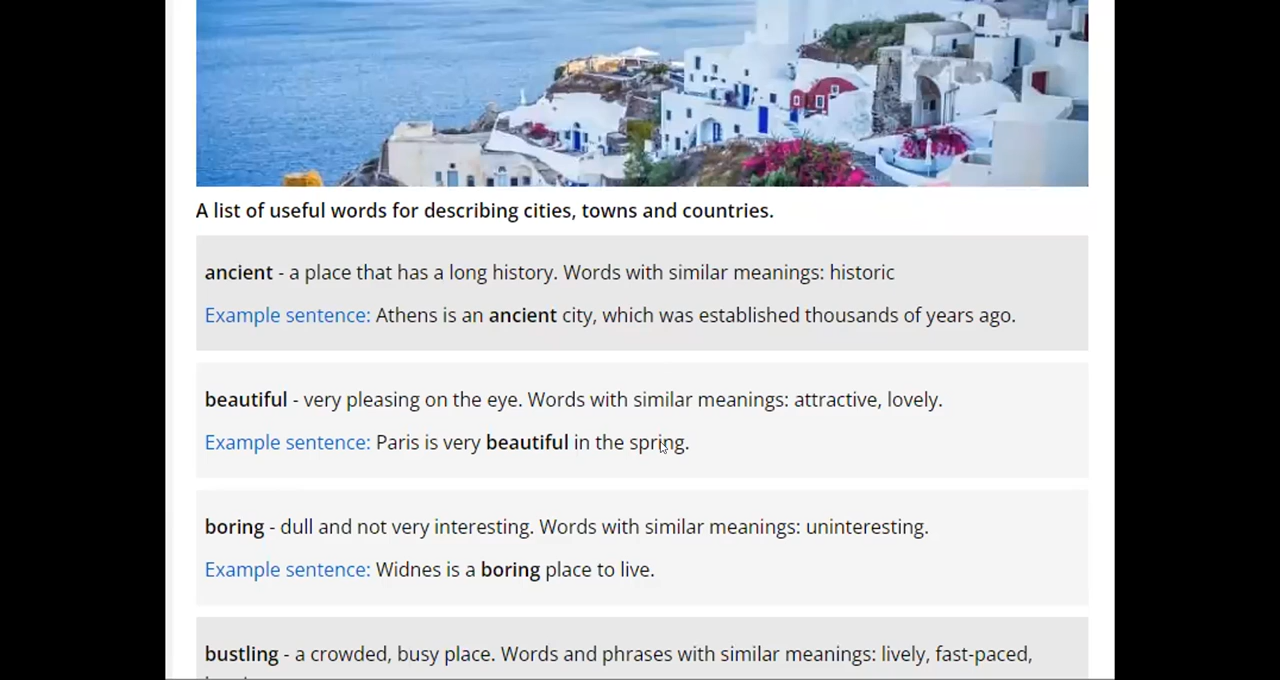 A list of useful words for describing cities, towns and countries.
ancient - a place that has a long history. Words with similar meanings: historic
Example sentence: Athens is an ancient city, which was established thousands of years ago.
beautiful - very pleasing on the eye. Words with similar meanings: attractive, lovely.
Example sentence: Paris is very beautiful in the spring.
boring - dull and not very interesting. Words with similar meanings: uninteresting.
Example sentence: Widnes is a boring place to live.
bustling - a crowded, busy place. Words and phrases with similar meanings: lively, fast-paced,